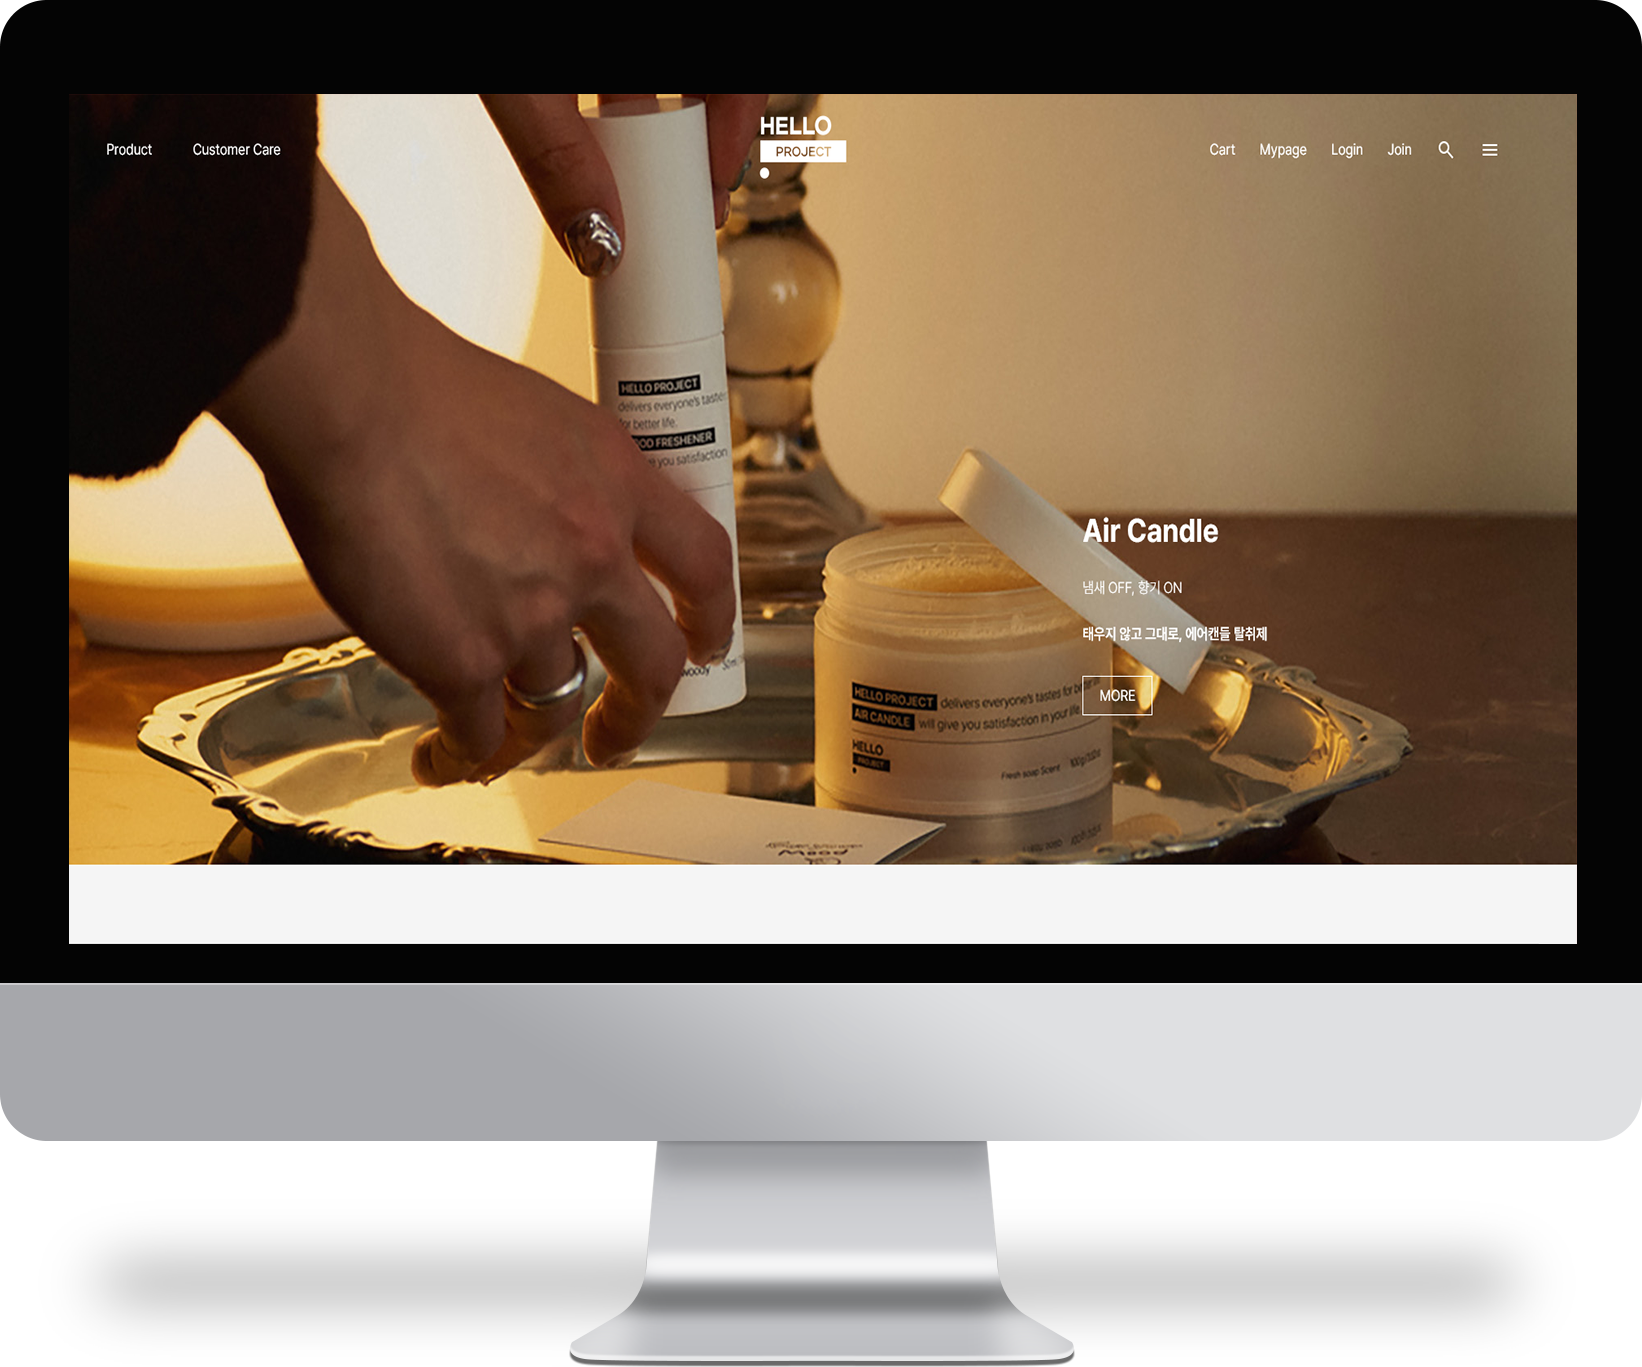 Product
Customer Care
HELLO
PROJECT
Cart
Mypage
Login
Join
HELLO PROJECT
delivers everyone's tastes
for better life.
FRESHENER
you satisfaction
woody 50ml
Air Candle
냄새 OFF, 향기 ON
태우지 않고 그대로, 에어캔들 탈취제
MORE
HELLO PROJECT delivers everyone's tastes for
AIR CANDLE will give you satisfaction in your life
HELLO
PROJECT
Fresh soap Scent 100g/3.52oz
Mood